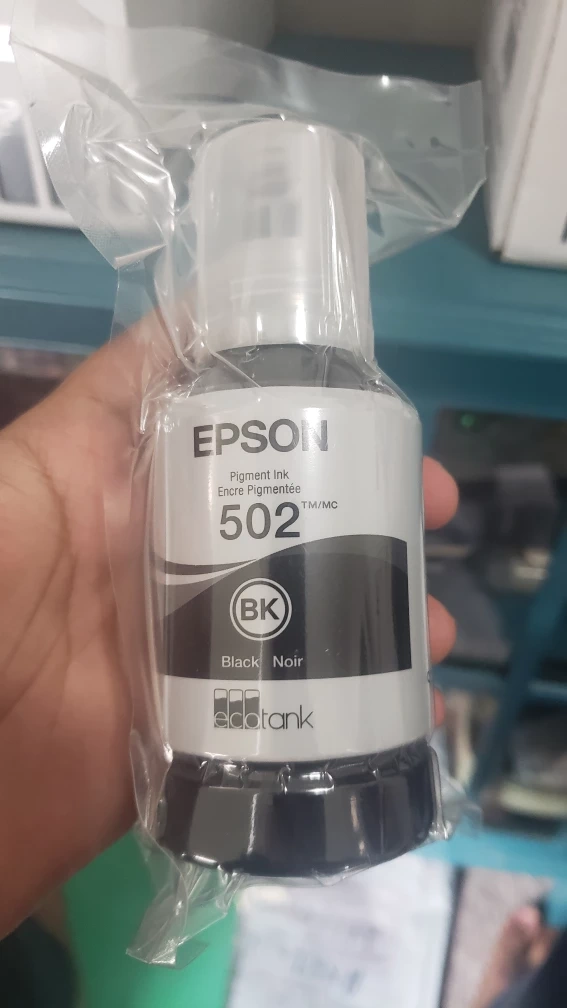 EPSON
Pigment Ink
Encre Pigmentée
502™/MC
BK
Black Noir
ecotank